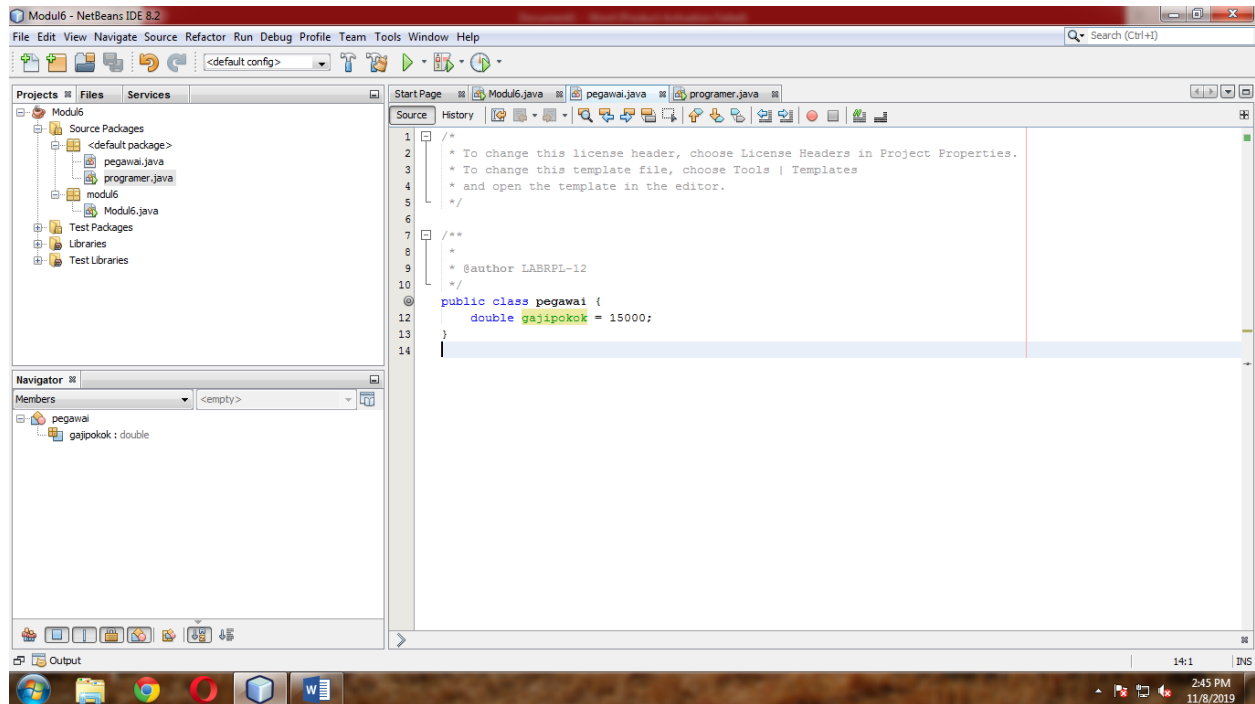 Modul6 - NetBeans IDE 8.2
File Edit View Navigate Source Refactor Run Debug Profile Team Tools Window Help
Search (Ctrl+I)
<default config>
Projects Files Services
Modul6
Source Packages
<default package>
pegawai.java
programer.java
modul6
Modul6.java
Test Packages
Libraries
Test Libraries
Navigator
Members <empty>
pegawai
gajipokok : double
Start Page Modul6.java pegawai.java programer.java
Source History
1 /*
2 * To change this license header, choose License Headers in Project Properties.
3 * To change this template file, choose Tools | Templates
4 * and open the template in the editor.
5 */
6
7 /**
8 *
9 * @author LABRPL-12
10 */
public class pegawai {
12 double gajipokok = 15000;
13 }
14
Output
14:1 INS
2:45 PM
11/8/2019